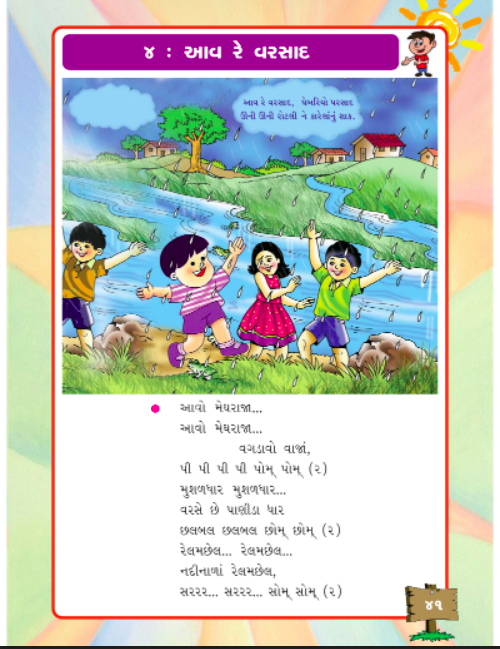 ૪ : આવ રે વરસાદ
આવ રે વરસાદ, ઘેબરિયો પરસાદ
ઊની ઊની રોટલી ને કારેલાંનું શાક.
આવો મેઘરાજા...
આવો મેઘરાજા...
વગડાવો વાજાં,
પી પી પી પી પોમ્ પોમ્ (૨)
મુશળધાર મુશળધાર...
વરસે છે પાણીડા ધાર
છલબલ છલબલ છોમ્ છોમ્ (૨)
રેલમછેલ... રેલમછેલ...
નદીનાળાં રેલમછેલ,
સરરર... સરરર... સોમ્ સોમ્ (૨)
૪૧